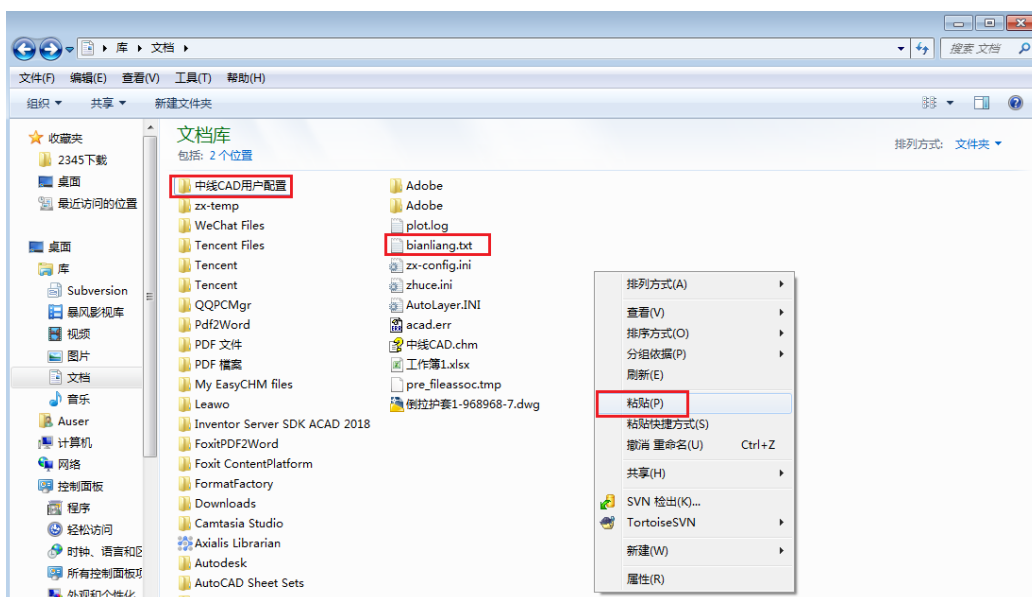 库 文档
搜索 文档
文件(F) 编辑(E) 查看(V) 工具(T) 帮助(H)
组织 共享 新建文件夹
收藏夹
2345下载
桌面
最近访问的位置
桌面
库
Subversion
暴风影视库
视频
图片
文档
音乐
Auser
计算机
网络
控制面板
程序
轻松访问
时钟、语言和区
所有控制面板项
外观和个性化
文档库
包括: 2 个位置
排列方式: 文件夹
中线CAD用户配置
zx-temp
WeChat Files
Tencent Files
Tencent
Tencent
QQPCMgr
Pdf2Word
PDF 文件
PDF 檔案
My EasyCHM files
Leawo
Inventor Server SDK ACAD 2018
FoxitPDF2Word
Foxit ContentPlatform
FormatFactory
Downloads
Camtasia Studio
Axialis Librarian
Autodesk
AutoCAD Sheet Sets
Adobe
Adobe
plot.log
bianliang.txt
zx-config.ini
zhuce.ini
AutoLayer.INI
acad.err
中线CAD.chm
工作簿1.xlsx
pre_fileassoc.tmp
倒拉护套1-968968-7.dwg
排列方式(A)
查看(V)
排序方式(O)
分组依据(P)
刷新(E)
粘贴(P)
粘贴快捷方式(S)
撤消 重命名(U) Ctrl+Z
共享(H)
SVN 检出(K)...
TortoiseSVN
新建(W)
属性(R)